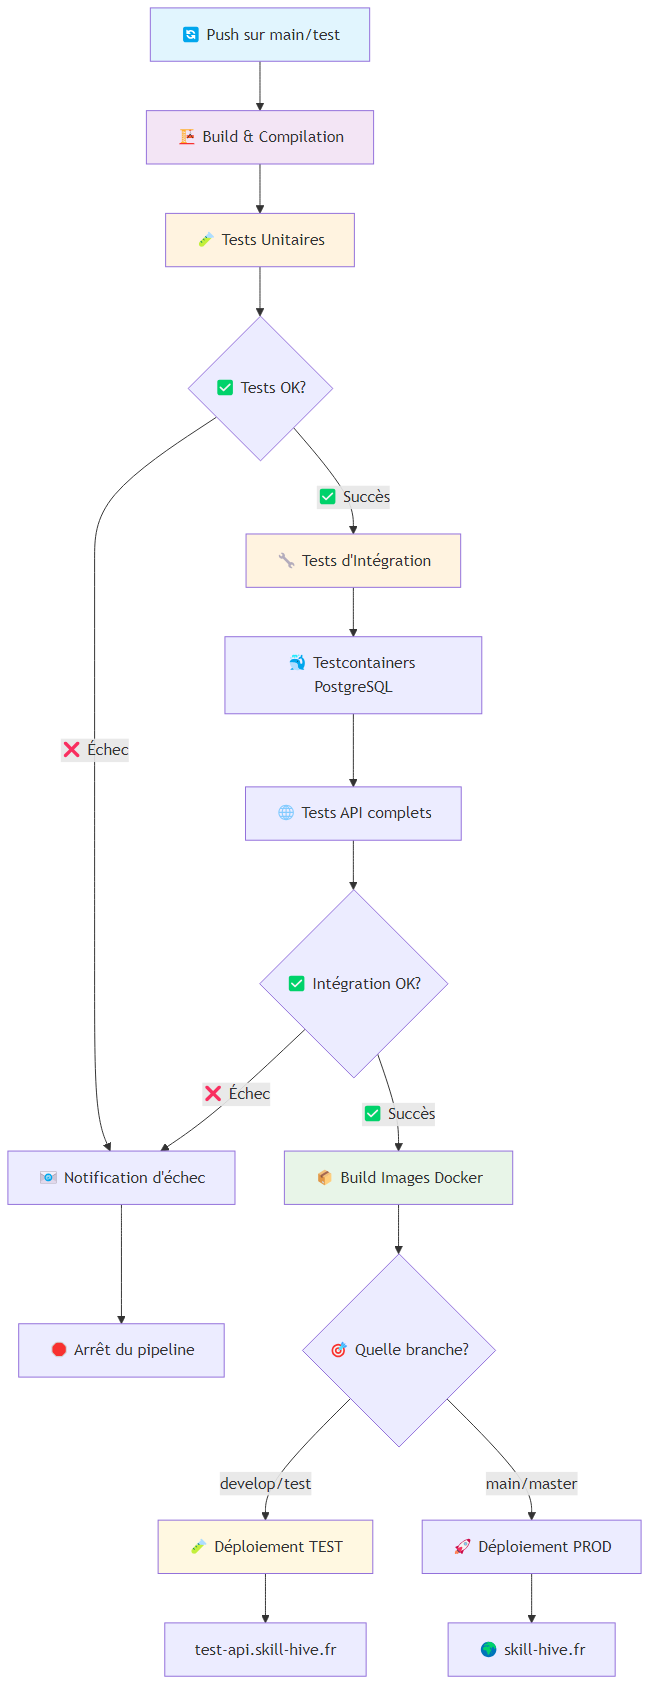 🔄 Push sur main/test
🏗️ Build & Compilation
🧪 Tests Unitaires
✅ Tests OK?
✅ Succès
🔧 Tests d'Intégration
🐳 Testcontainers
PostgreSQL
❌ Échec
🌐 Tests API complets
✅ Intégration OK?
❌ Échec
✅ Succès
📧 Notification d'échec
📦 Build Images Docker
🛑 Arrêt du pipeline
🎯 Quelle branche?
develop/test
main/master
🧪 Déploiement TEST
🚀 Déploiement PROD
test-api.skill-hive.fr
🌍 skill-hive.fr